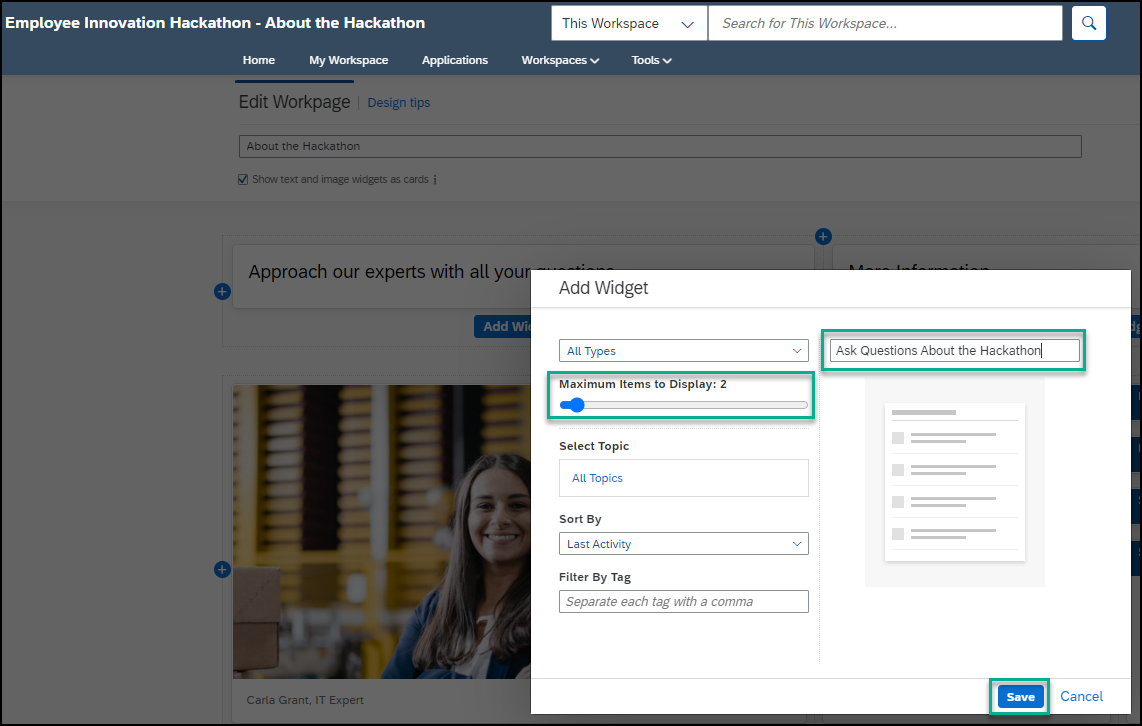 Employee Innovation Hackathon - About the Hackathon
This Workspace
Search for This Workspace...
Home My Workspace Applications Workspaces Tools
Edit Workpage | Design tips
About the Hackathon
Show text and image widgets as cards i
Approach our experts with all your questions
More Information
Add Wi
Add Widget
All Types
Ask Questions About the Hackathon
Maximum Items to Display: 2
Select Topic
All Topics
Sort By
Last Activity
Filter By Tag
Separate each tag with a comma
Carla Grant, IT Expert
Save Cancel